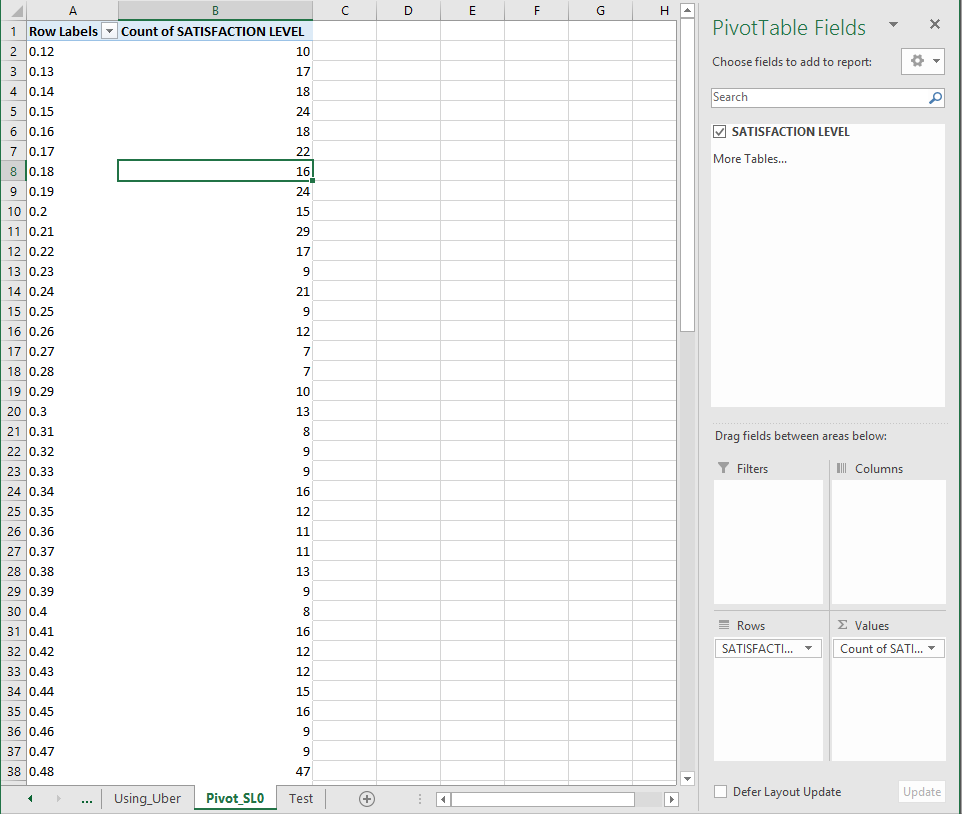 A B C D E F G H
1 Row Labels Count of SATISFACTION LEVEL
2 0.12 10
3 0.13 17
4 0.14 18
5 0.15 24
6 0.16 18
7 0.17 22
8 0.18 16
9 0.19 24
10 0.2 15
11 0.21 29
12 0.22 17
13 0.23 9
14 0.24 21
15 0.25 9
16 0.26 12
17 0.27 7
18 0.28 7
19 0.29 10
20 0.3 13
21 0.31 8
22 0.32 9
23 0.33 9
24 0.34 16
25 0.35 12
26 0.36 11
27 0.37 11
28 0.38 13
29 0.39 9
30 0.4 8
31 0.41 16
32 0.42 12
33 0.43 12
34 0.44 15
35 0.45 16
36 0.46 9
37 0.47 9
38 0.48 47
... Using_Uber Pivot_SL0 Test
PivotTable Fields
Choose fields to add to report:
Search
SATISFACTION LEVEL
More Tables...
Drag fields between areas below:
Filters Columns
Rows Σ Values
SATISFACTI... Count of SATI...
Defer Layout Update Update